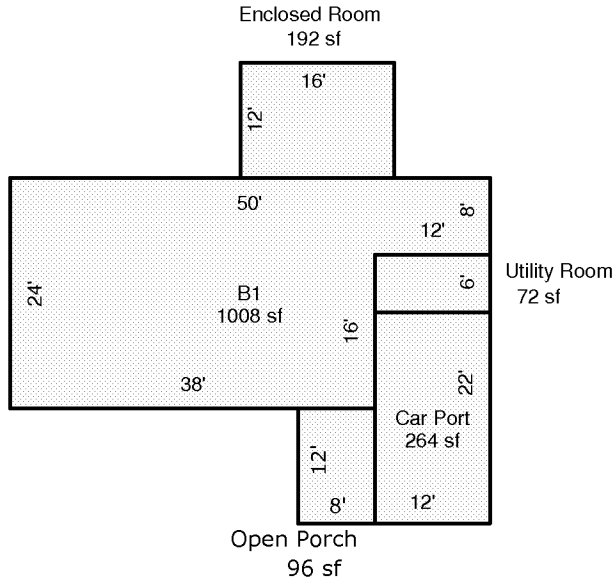 Enclosed Room
192 sf
16'
12'
50'
8'
12'
24'
B1
1008 sf
16'
6'
Utility Room
72 sf
38'
22'
Car Port
264 sf
12'
8'
12'
Open Porch
96 sf